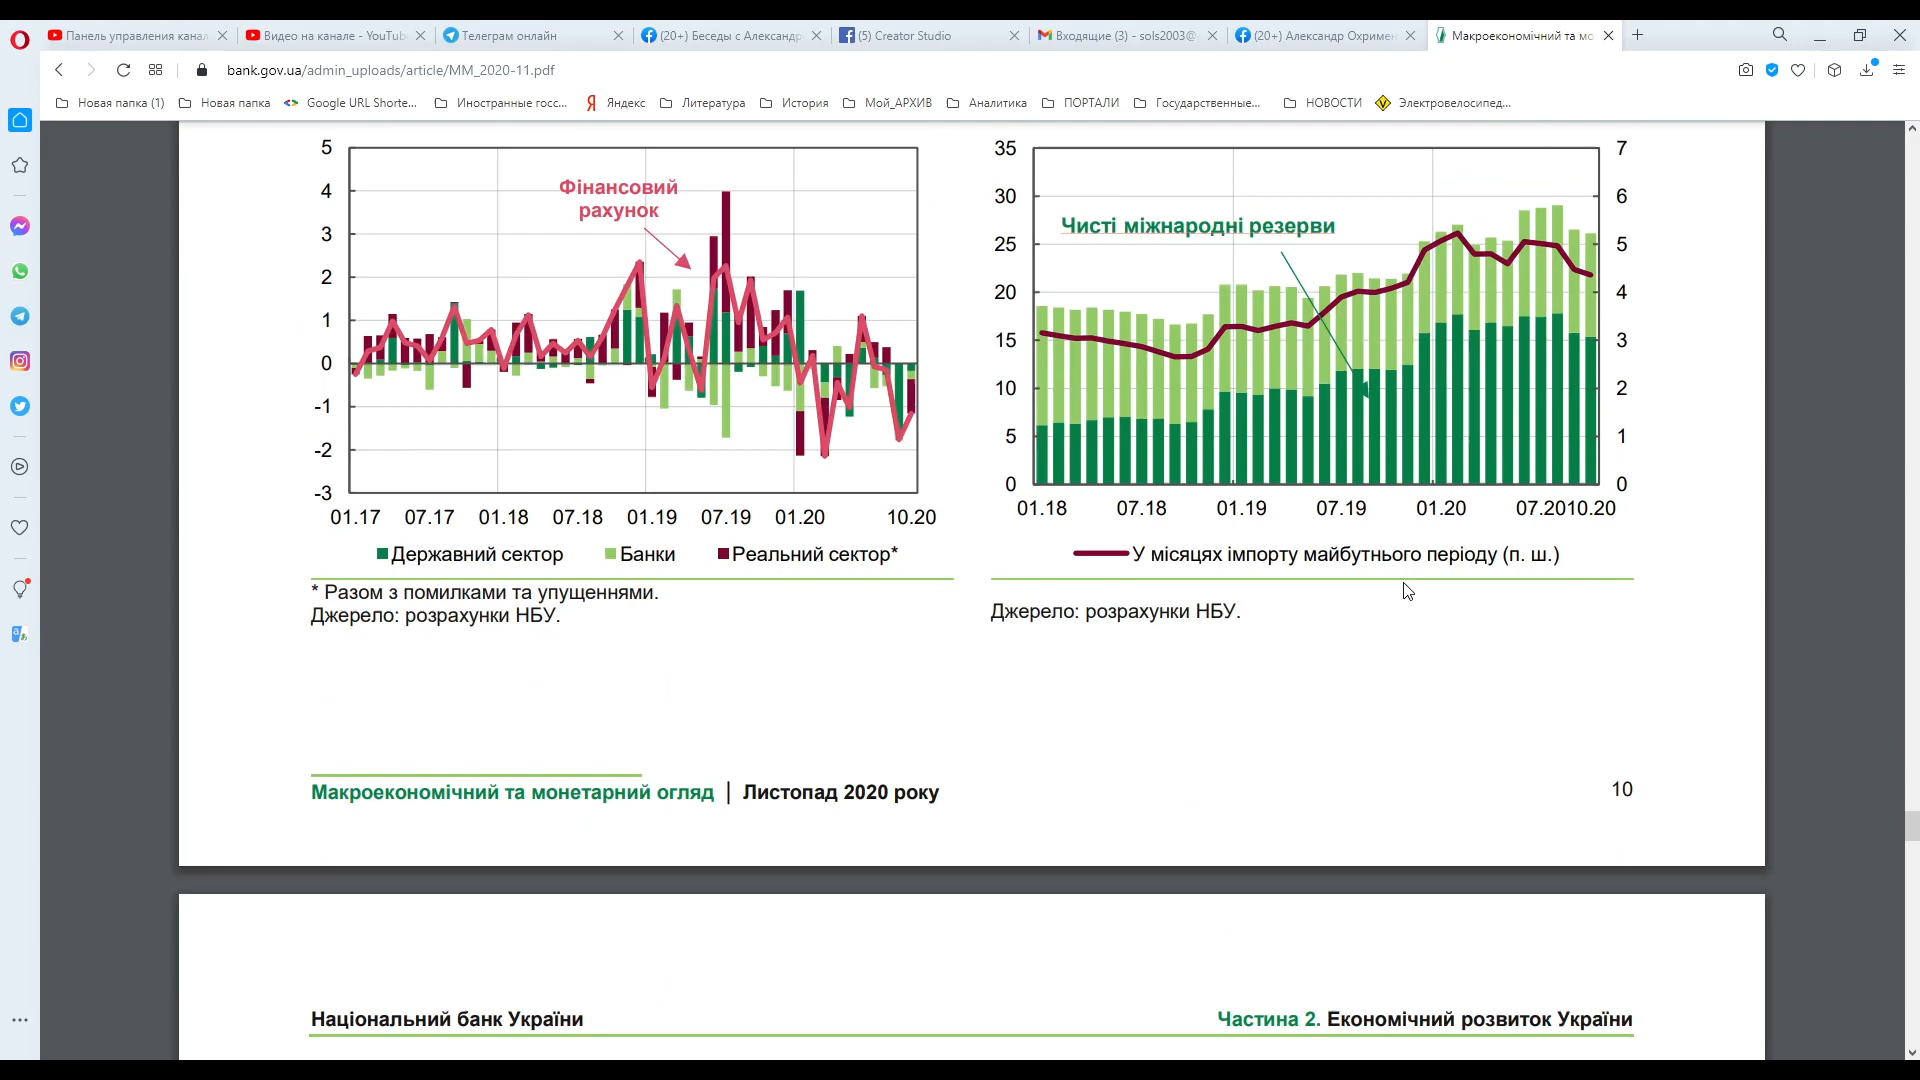 Панель управления канал
Видео на канале - YouTub
Телеграм онлайн
(20+) Беседы с Александр
(5) Creator Studio
Входящие (3) - sols2003@
(20+) Александр Охримен
Макроекономічний та мо
bank.gov.ua/admin_uploads/article/MM_2020-11.pdf
Новая папка (1)
Новая папка
Google URL Shorte...
Иностранные госс...
Яндекс
Литература
История
Мой_АРХИВ
Аналитика
ПОРТАЛИ
Государственные...
НОВОСТИ
Электровелосипед...
5
4
3
2
1
0
-1
-2
-3
Фінансовий
рахунок
01.17 07.17 01.18 07.18 01.19 07.19 01.20 10.20
Державний сектор Банки Реальний сектор*
* Разом з помилками та упущеннями.
Джерело: розрахунки НБУ.
35
30
25
20
15
10
5
0
Чисті міжнародні резерви
7
6
5
4
3
2
1
0
01.18 07.18 01.19 07.19 01.20 07.20 10.20
У місяцях імпорту майбутнього періоду (п. ш.)
Джерело: розрахунки НБУ.
Макроекономічний та монетарний огляд | Листопад 2020 року
10
Національний банк України
Частина 2. Економічний розвиток України